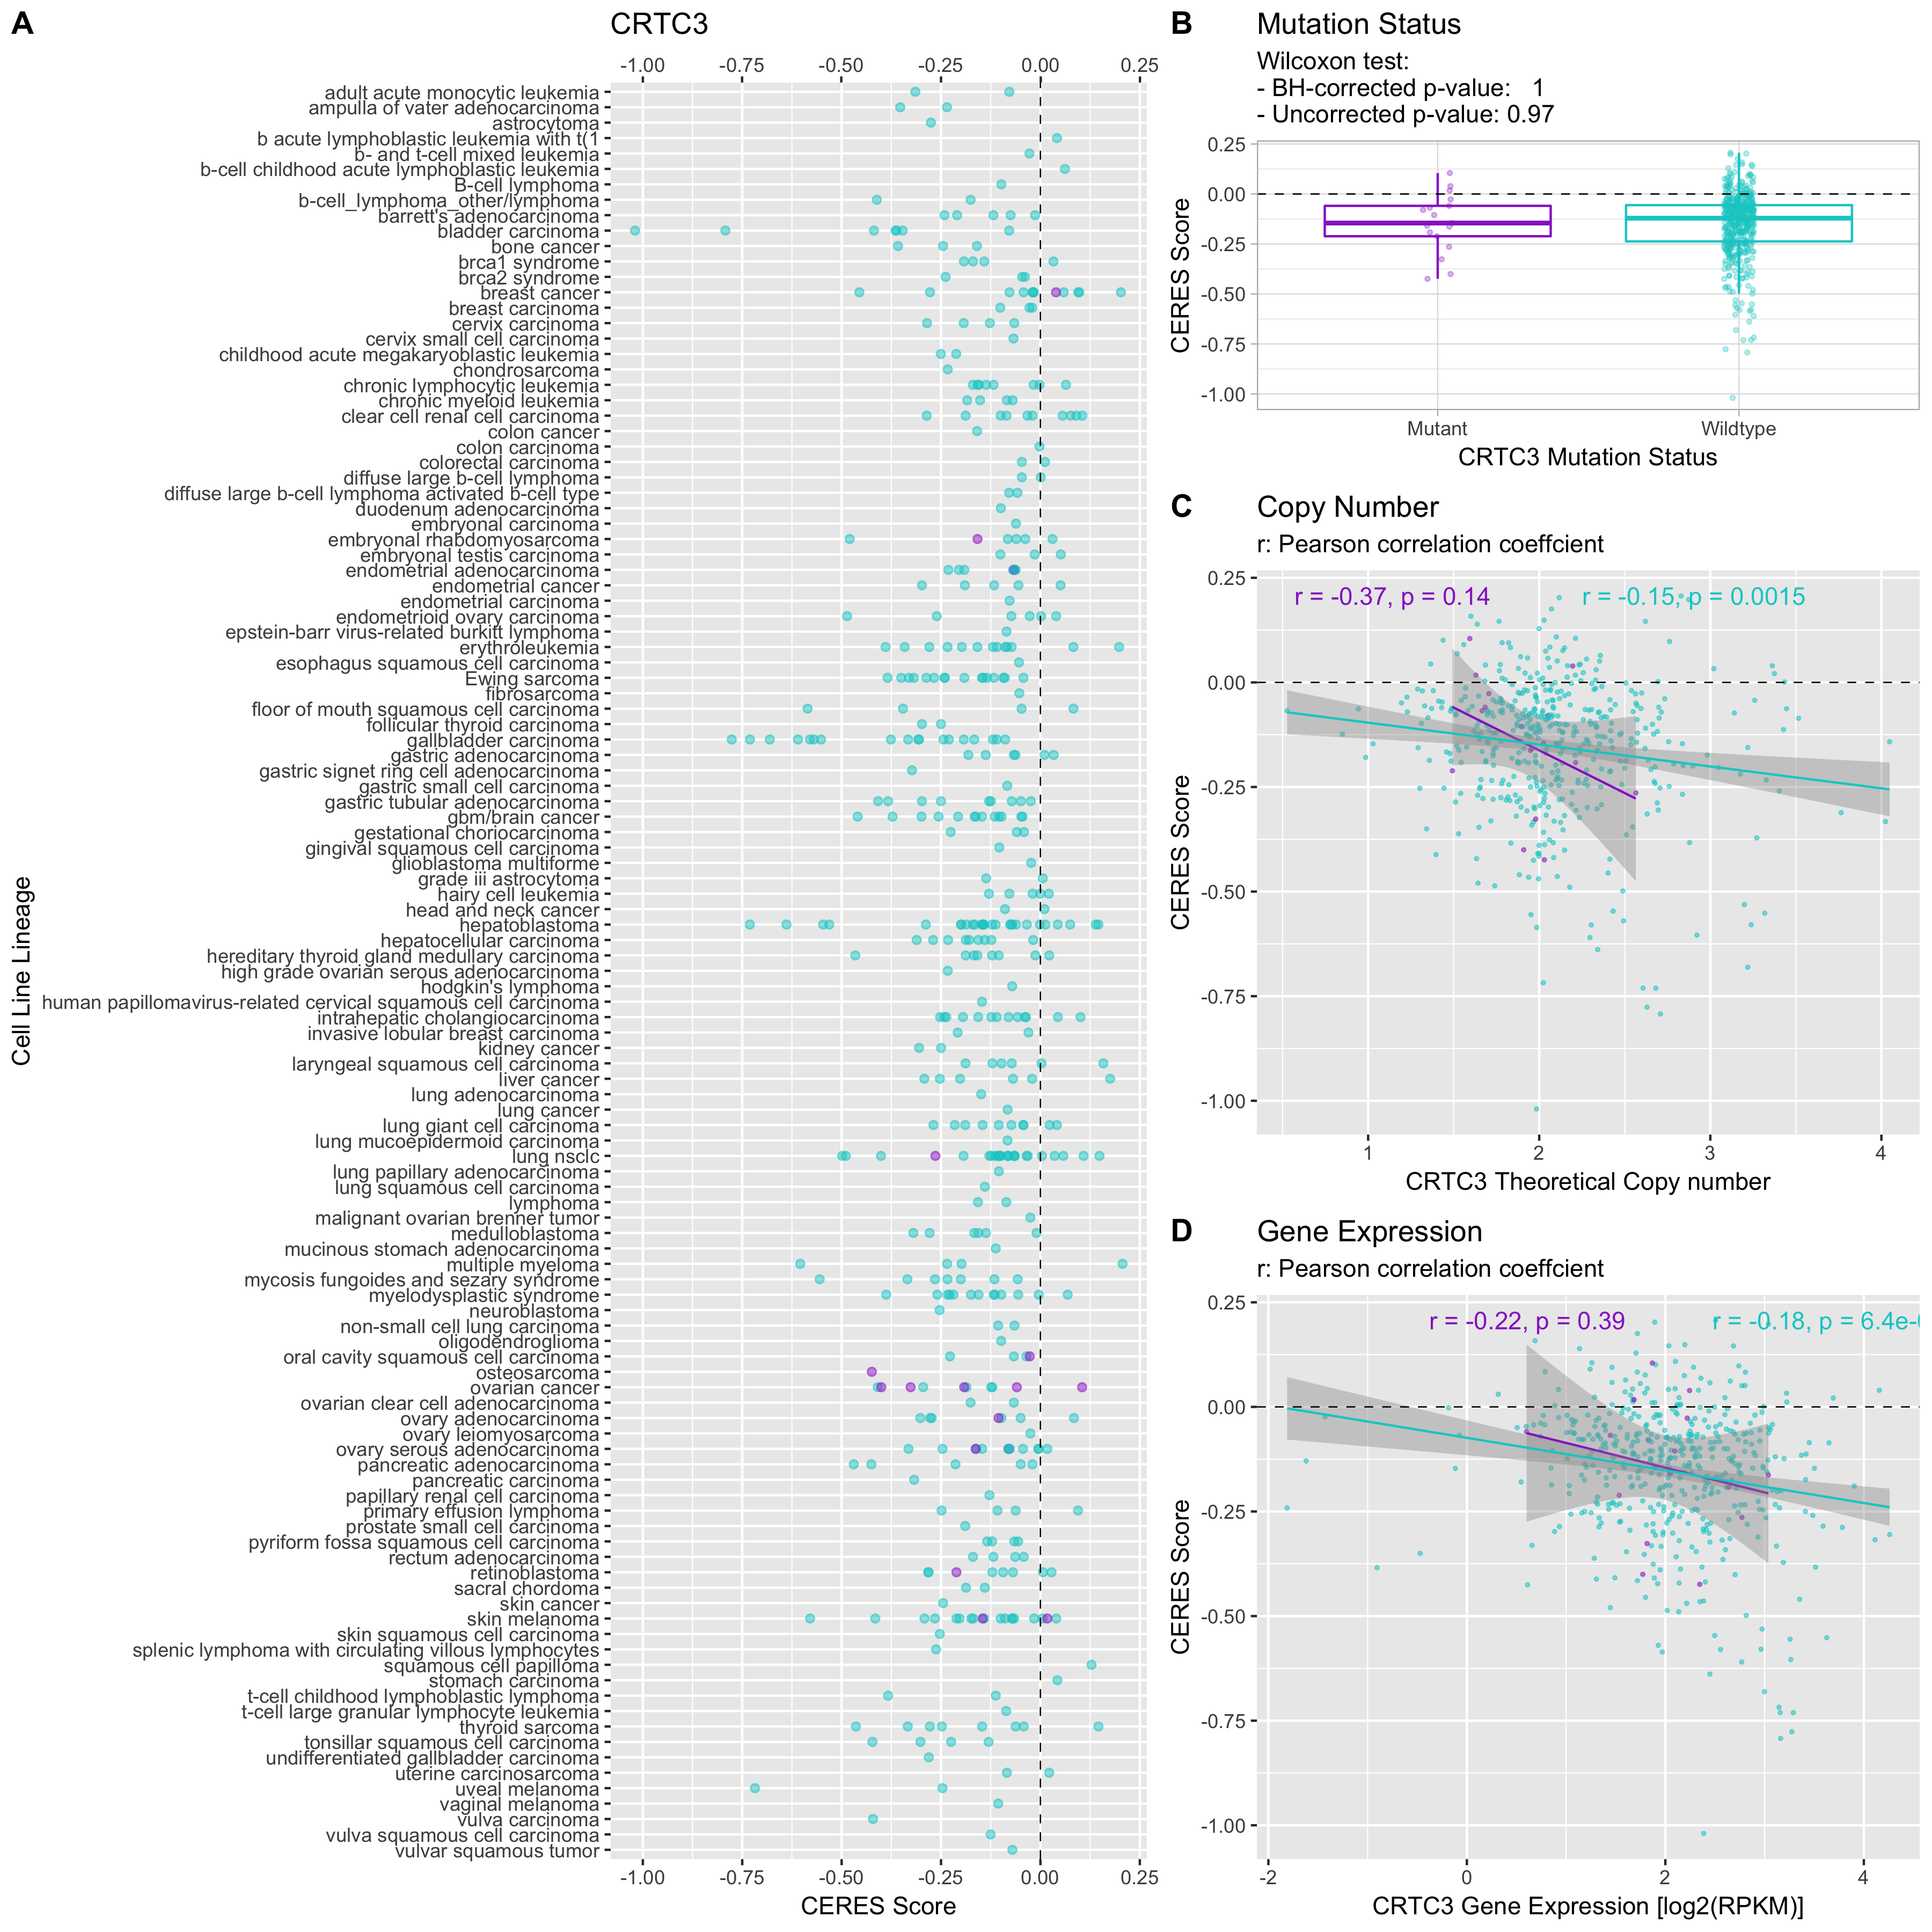 A
CRTC3
-1.00 -0.75 -0.50 -0.25 0.00 0.25
Cell Line Lineage
adult acute monocytic leukemia
ampulla of vater adenocarcinoma
astrocytoma
b acute lymphoblastic leukemia with t(1
b- and t-cell mixed leukemia
b-cell childhood acute lymphoblastic leukemia
B-cell lymphoma
b-cell_lymphoma_other/lymphoma
barrett's adenocarcinoma
bladder carcinoma
bone cancer
brca1 syndrome
brca2 syndrome
breast cancer
breast carcinoma
cervix carcinoma
cervix small cell carcinoma
childhood acute megakaryoblastic leukemia
chondrosarcoma
chronic lymphocytic leukemia
chronic myeloid leukemia
clear cell renal cell carcinoma
colon cancer
colon carcinoma
colorectal carcinoma
diffuse large b-cell lymphoma
diffuse large b-cell lymphoma activated b-cell type
duodenum adenocarcinoma
embryonal carcinoma
embryonal rhabdomyosarcoma
embryonal testis carcinoma
endometrial adenocarcinoma
endometrial cancer
endometrial carcinoma
endometrioid ovary carcinoma
epstein-barr virus-related burkitt lymphoma
erythroleukemia
esophagus squamous cell carcinoma
Ewing sarcoma
fibrosarcoma
floor of mouth squamous cell carcinoma
follicular thyroid carcinoma
gallbladder carcinoma
gastric adenocarcinoma
gastric signet ring cell adenocarcinoma
gastric small cell carcinoma
gastric tubular adenocarcinoma
gbm/brain cancer
gestational choriocarcinoma
gingival squamous cell carcinoma
glioblastoma multiforme
grade iii astrocytoma
hairy cell leukemia
head and neck cancer
hepatoblastoma
hepatocellular carcinoma
hereditary thyroid gland medullary carcinoma
high grade ovarian serous adenocarcinoma
hodgkin's lymphoma
human papillomavirus-related cervical squamous cell carcinoma
intrahepatic cholangiocarcinoma
invasive lobular breast carcinoma
kidney cancer
laryngeal squamous cell carcinoma
liver cancer
lung adenocarcinoma
lung cancer
lung giant cell carcinoma
lung mucoepidermoid carcinoma
lung nsclc
lung papillary adenocarcinoma
lung squamous cell carcinoma
lymphoma
malignant ovarian brenner tumor
medulloblastoma
mucinous stomach adenocarcinoma
multiple myeloma
mycosis fungoides and sezary syndrome
myelodysplastic syndrome
neuroblastoma
non-small cell lung carcinoma
oligodendroglioma
oral cavity squamous cell carcinoma
osteosarcoma
ovarian cancer
ovarian clear cell adenocarcinoma
ovary adenocarcinoma
ovary leiomyosarcoma
ovary serous adenocarcinoma
pancreatic adenocarcinoma
pancreatic carcinoma
papillary renal cell carcinoma
primary effusion lymphoma
prostate small cell carcinoma
pyriform fossa squamous cell carcinoma
rectum adenocarcinoma
retinoblastoma
sacral chordoma
skin cancer
skin melanoma
skin squamous cell carcinoma
splenic lymphoma with circulating villous lymphocytes
squamous cell papilloma
stomach carcinoma
t-cell childhood lymphoblastic lymphoma
t-cell large granular lymphocyte leukemia
thyroid sarcoma
tonsillar squamous cell carcinoma
undifferentiated gallbladder carcinoma
uterine carcinosarcoma
uveal melanoma
vaginal melanoma
vulva carcinoma
vulva squamous cell carcinoma
vulvar squamous tumor
-1.00 -0.75 -0.50 -0.25 0.00 0.25
CERES Score
B
Mutation Status
Wilcoxon test:
- BH-corrected p-value: 1
- Uncorrected p-value: 0.97
CERES Score
0.25
0.00
-0.25
-0.50
-0.75
-1.00
Mutant Wildtype
CRTC3 Mutation Status
C
Copy Number
r: Pearson correlation coeffcient
r = -0.37, p = 0.14 r = -0.15, p = 0.0015
CERES Score
0.25
0.00
-0.25
-0.50
-0.75
-1.00
1 2 3 4
CRTC3 Theoretical Copy number
D
Gene Expression
r: Pearson correlation coeffcient
r = -0.22, p = 0.39 r = -0.18, p = 6.4e-
CERES Score
0.25
0.00
-0.25
-0.50
-0.75
-1.00
-2 0 2 4
CRTC3 Gene Expression [log2(RPKM)]